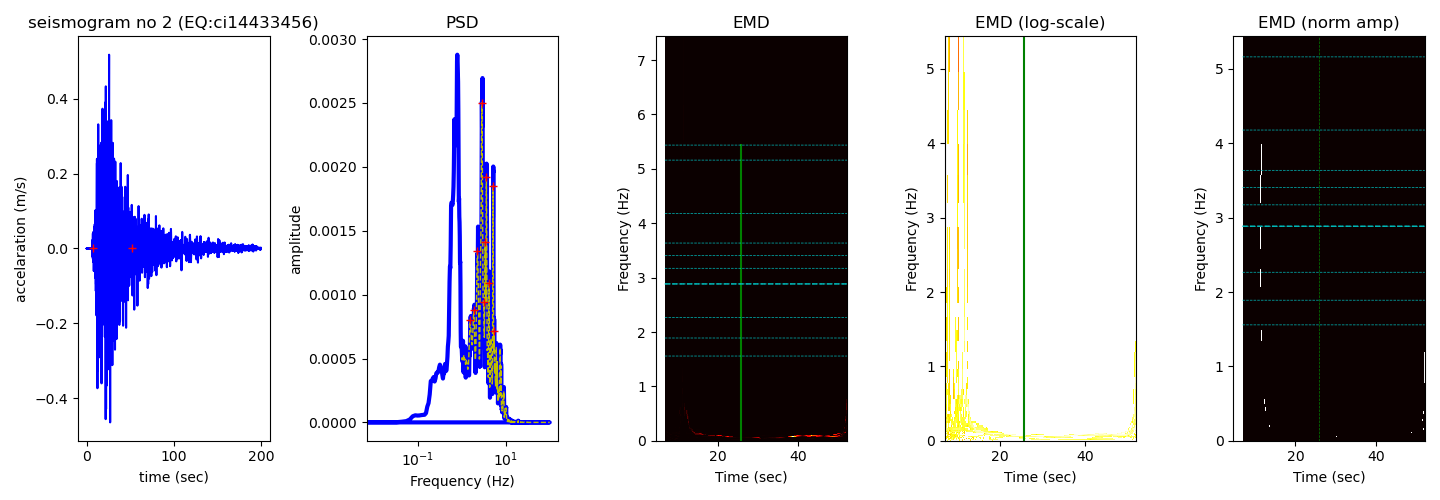 seismogram no 2 (EQ:ci14433456)
0.4
0.2
0.0
−0.2
−0.4
0
100
200
accelaration (m/s)
time (sec)
PSD
0.0030
0.0025
0.0020
0.0015
0.0010
0.0005
0.0000
10⁻¹
10¹
amplitude
Frequency (Hz)
EMD
7
6
5
4
3
2
1
0
20
40
Frequency (Hz)
Time (sec)
EMD (log-scale)
5
4
3
2
1
0
20
40
Frequency (Hz)
Time (sec)
EMD (norm amp)
5
4
3
2
1
0
20
40
Frequency (Hz)
Time (sec)